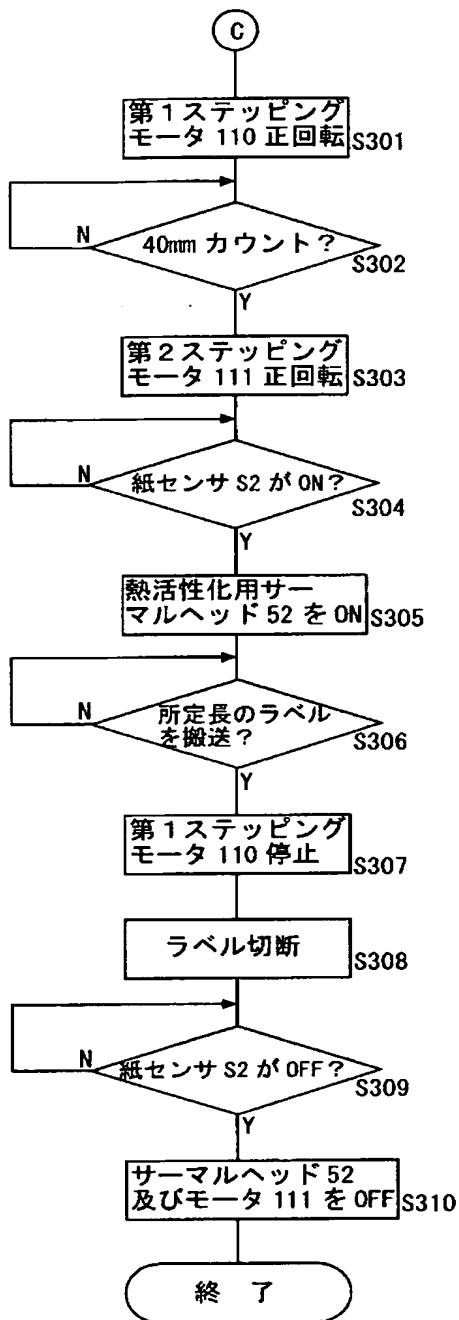 C
第1ステッピング
モータ 110 正回転 S301
N
40mm カウント？
S302
Y
第2ステッピング
モータ 111 正回転 S303
N
紙センサ S2 が ON？
S304
Y
熱活性化用サー
マルヘッド 52 を ON S305
N
所定長のラベル
を搬送？
S306
Y
第1ステッピング
モータ 110 停止
S307
ラベル切断
S308
N
紙センサ S2 が OFF？
S309
Y
サーマルヘッド 52
及びモータ 111 を OFF S310
終 了